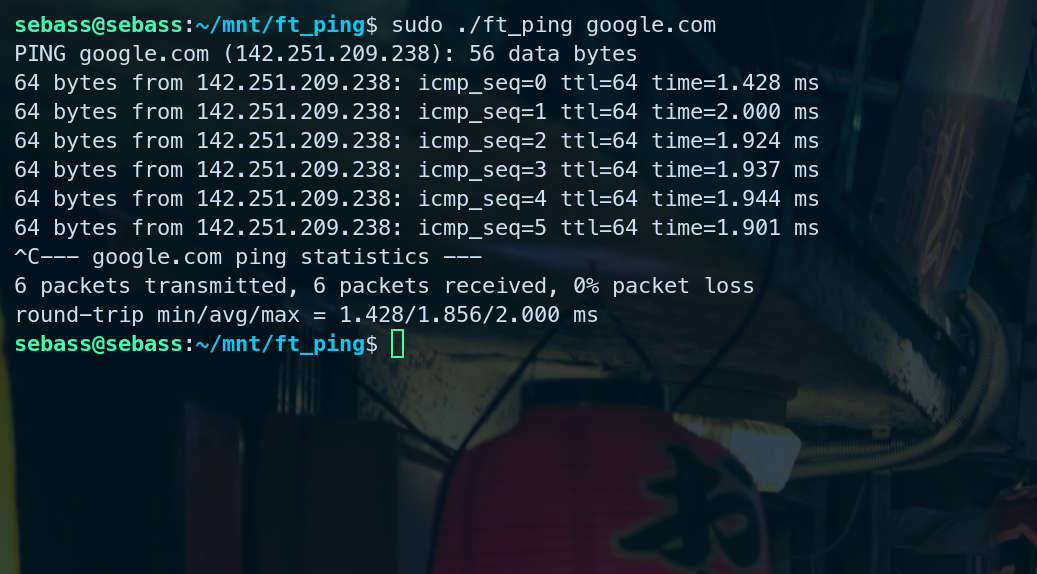 sebass@sebass:~/mnt/ft_ping$ sudo ./ft_ping google.com
PING google.com (142.251.209.238): 56 data bytes
64 bytes from 142.251.209.238: icmp_seq=0 ttl=64 time=1.428 ms
64 bytes from 142.251.209.238: icmp_seq=1 ttl=64 time=2.000 ms
64 bytes from 142.251.209.238: icmp_seq=2 ttl=64 time=1.924 ms
64 bytes from 142.251.209.238: icmp_seq=3 ttl=64 time=1.937 ms
64 bytes from 142.251.209.238: icmp_seq=4 ttl=64 time=1.944 ms
64 bytes from 142.251.209.238: icmp_seq=5 ttl=64 time=1.901 ms
^C--- google.com ping statistics ---
6 packets transmitted, 6 packets received, 0% packet loss
round-trip min/avg/max = 1.428/1.856/2.000 ms
sebass@sebass:~/mnt/ft_ping$
お